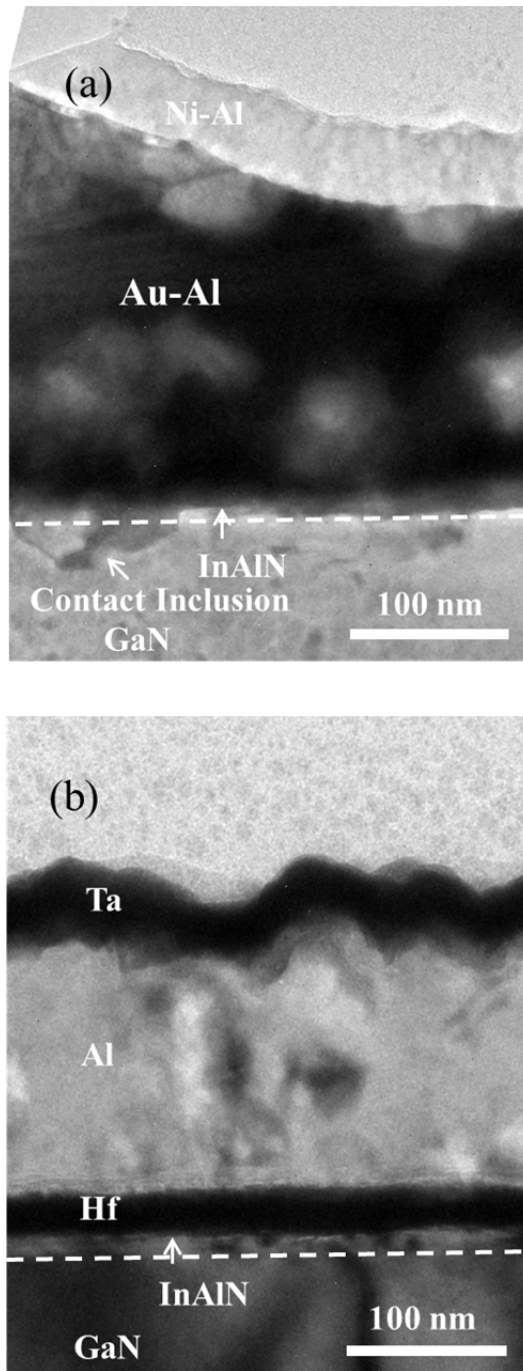 (a)
Ni-Al
Au-Al
InAlN
Contact Inclusion
GaN
100 nm
(b)
Ta
Al
Hf
InAlN
GaN
100 nm